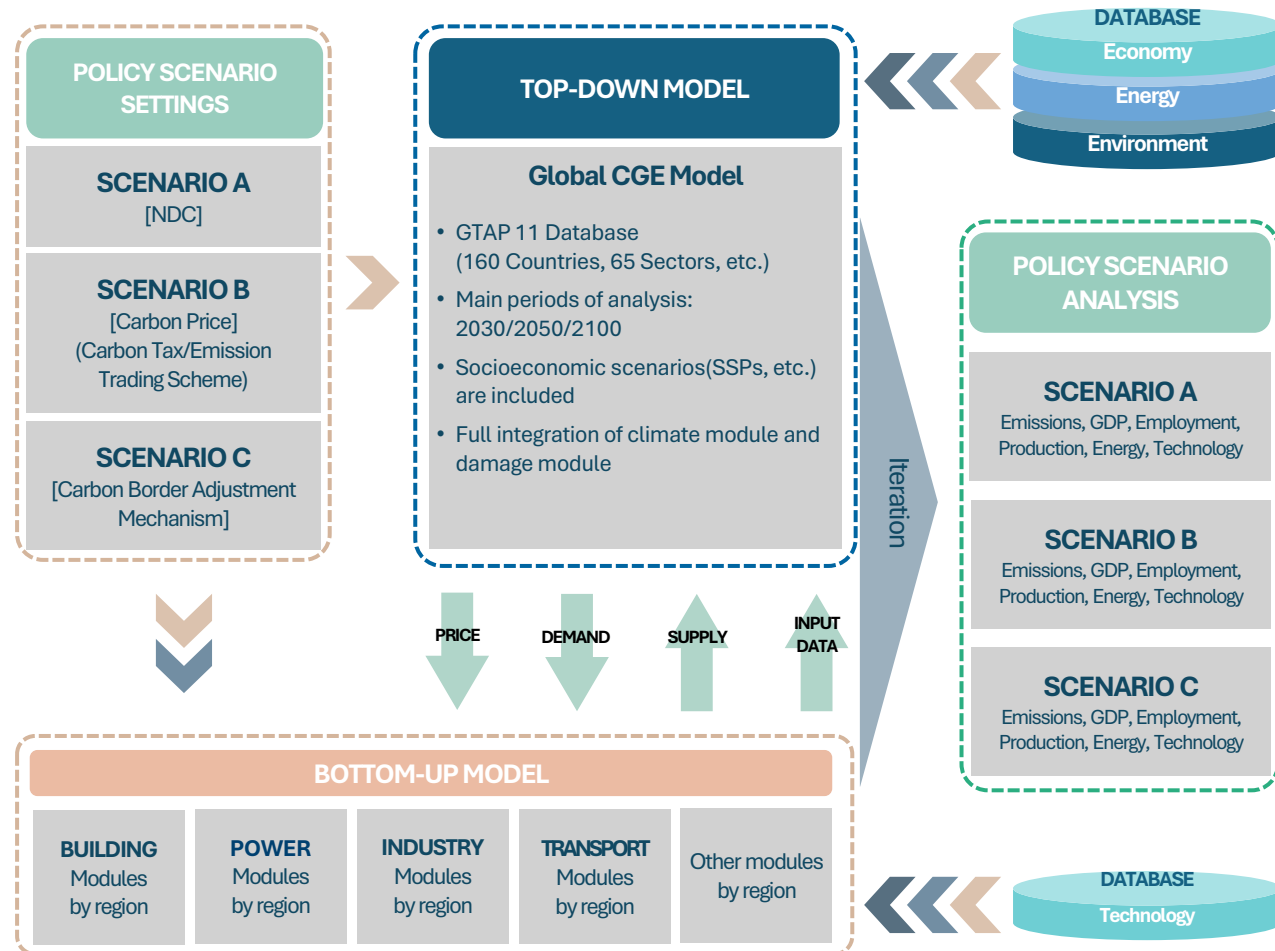 POLICY SCENARIO
SETTINGS
SCENARIO A
[NDC]
SCENARIO B
[Carbon Price]
(Carbon Tax/Emission
Trading Scheme)
SCENARIO C
[Carbon Border Adjustment
Mechanism]
TOP-DOWN MODEL
Global CGE Model
• GTAP 11 Database
(160 Countries, 65 Sectors, etc.)
• Main periods of analysis:
2030/2050/2100
• Socioeconomic scenarios(SSPs, etc.)
are included
• Full integration of climate module and
damage module
DATABASE
Economy
Energy
Environment
Iteration
POLICY SCENARIO
ANALYSIS
SCENARIO A
Emissions, GDP, Employment,
Production, Energy, Technology
SCENARIO B
Emissions, GDP, Employment,
Production, Energy, Technology
SCENARIO C
Emissions, GDP, Employment,
Production, Energy, Technology
PRICE
DEMAND
SUPPLY
INPUT
DATA
BOTTOM-UP MODEL
BUILDING
Modules
by region
POWER
Modules
by region
INDUSTRY
Modules
by region
TRANSPORT
Modules
by region
Other modules
by region
DATABASE
Technology